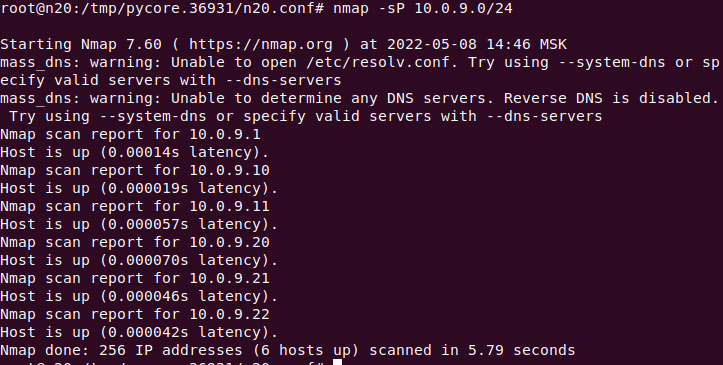 root@n20:/tmp/pycore.36931/n20.conf# nmap -sP 10.0.9.0/24
Starting Nmap 7.60 ( https://nmap.org ) at 2022-05-08 14:46 MSK
mass_dns: warning: Unable to open /etc/resolv.conf. Try using --system-dns or sp
ecify valid servers with --dns-servers
mass_dns: warning: Unable to determine any DNS servers. Reverse DNS is disabled.
 Try using --system-dns or specify valid servers with --dns-servers
Nmap scan report for 10.0.9.1
Host is up (0.00014s latency).
Nmap scan report for 10.0.9.10
Host is up (0.000019s latency).
Nmap scan report for 10.0.9.11
Host is up (0.000057s latency).
Nmap scan report for 10.0.9.20
Host is up (0.000070s latency).
Nmap scan report for 10.0.9.21
Host is up (0.000046s latency).
Nmap scan report for 10.0.9.22
Host is up (0.000042s latency).
Nmap done: 256 IP addresses (6 hosts up) scanned in 5.79 seconds
root@n20:/tmp/pycore.36931/n20.conf#